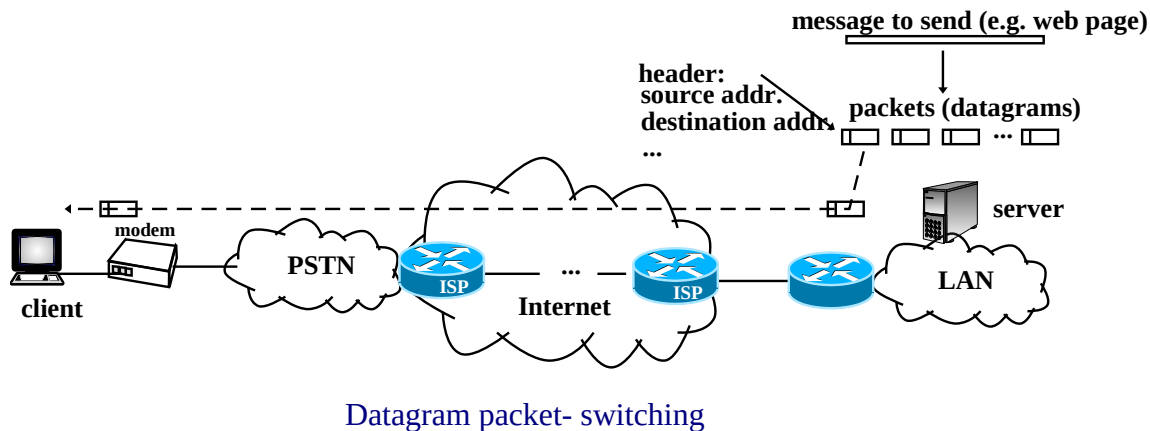 message to send (e.g. web page)
header:
source addr.
destination addr.
...
packets (datagrams)
...
server
modem
client
PSTN
ISP
...
Internet
ISP
LAN
Datagram packet- switching